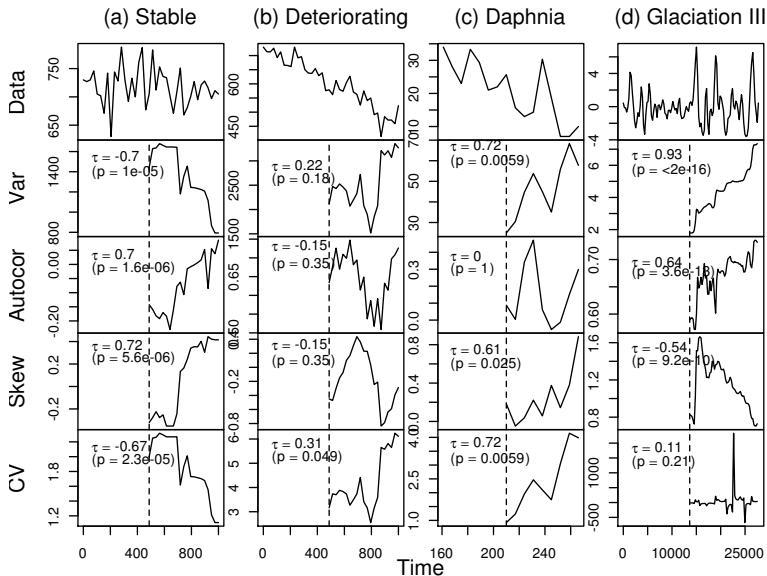 (a) Stable (b) Deteriorating (c) Daphnia (d) Glaciation III
Data
750
650
600
450
30
20
10
4
0
-4
Var
τ = -0.7
(p = 1e-05)
1400
800
τ = 0.22
(p = 0.18)
2500
500
τ = 0.72
(p = 0.0059)
70
50
30
τ = 0.93
(p = <2e-16)
6
4
2
Autocor
τ = 0.7
(p = 1.6e-06)
0.00
-0.20
τ = -0.15
(p = 0.35)
0.65
τ = 0
(p = 1)
0.3
0.0
τ = 0.64
(p = 3.6e-13)
0.70
0.60
Skew
τ = 0.72
(p = 5.6e-06)
0.2
-0.2
τ = -0.15
(p = 0.35)
-0.2
-0.8
τ = 0.61
(p = 0.025)
0.8
0.4
0.0
τ = -0.54
(p = 9.2e-10)
1.6
1.2
0.8
CV
τ = -0.67
(p = 2.3e-05)
1.8
1.2
τ = 0.31
(p = 0.049)
6
5
4
3
τ = 0.72
(p = 0.0059)
4.0
2.5
1.0
τ = 0.11
(p = 0.21)
1000
-500
0 400 800 0 400 800 160 200 240 0 10000 25000
Time